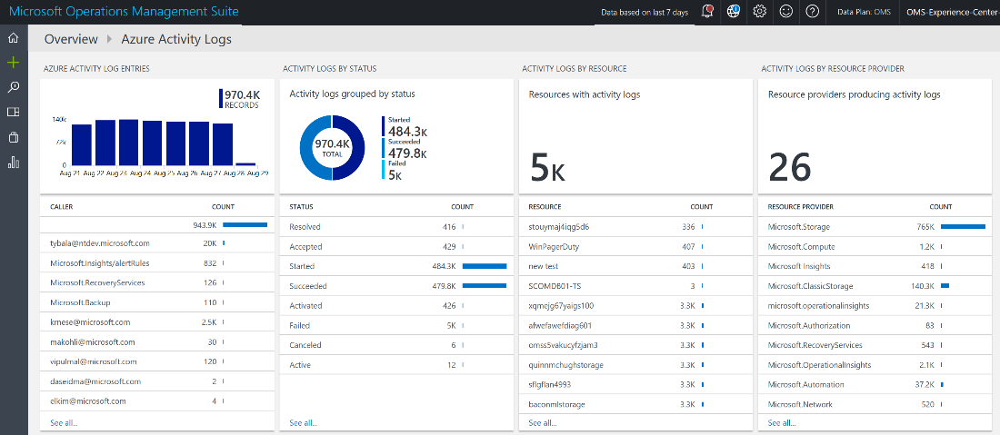 Microsoft Operations Management Suite
Data based on last 7 days
Data Plan: OMS
OMS-Experience-Center-
Overview
Azure Activity Logs
AZURE ACTIVITY LOG ENTRIES
970.4K
RECORDS
140k
72k
0
Aug 21 Aug 22 Aug 23 Aug 24 Aug 25 Aug 26 Aug 27 Aug 28 Aug 29
CALLER COUNT
943.9K
tybala@ntdev.microsoft.com 20K
Microsoft.Insights/alertRules 832
Microsoft.RecoveryServices 126
Microsoft.Backup 110
krnese@microsoft.com 2.5K
makohli@microsoft.com 30
vipulmal@microsoft.com 120
daseidma@microsoft.com 2
elkim@microsoft.com 4
See all...
ACTIVITY LOGS BY STATUS
Activity logs grouped by status
970.4K
TOTAL
Started
484.3K
Succeeded
479.8K
Failed
5K
STATUS COUNT
Resolved 416
Accepted 429
Started 484.3K
Succeeded 479.8K
Activated 426
Failed 5K
Canceled 6
Active 12
See all...
ACTIVITY LOGS BY RESOURCE
Resources with activity logs
5K
RESOURCE COUNT
stouymaj4iqg5d6 336
WinPagerDuty 407
new test 403
SCOMDB01-TS 3
xqmejg67yaigs100 3.3K
afwefawefdiag601 3.3K
omss5vakucyfzjam3 3.3K
quinnmchughstorage 3.3K
sflgflan4993 3.3K
baconmlstorage 3.3K
See all...
ACTIVITY LOGS BY RESOURCE PROVIDER
Resource providers producing activity logs
26
RESOURCE PROVIDER COUNT
Microsoft.Storage 765K
Microsoft.Compute 1.2K
Microsoft Insights 418
Microsoft.ClassicStorage 140.3K
microsoft.operationalinsights 21.3K
Microsoft.Authorization 83
Microsoft.RecoveryServices 543
Microsoft.OperationalInsights 2.1K
Microsoft.Automation 37.2K
Microsoft.Network 520
See all...